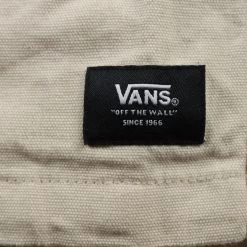 VANS®
"OFF THE WALL"
SINCE 1966